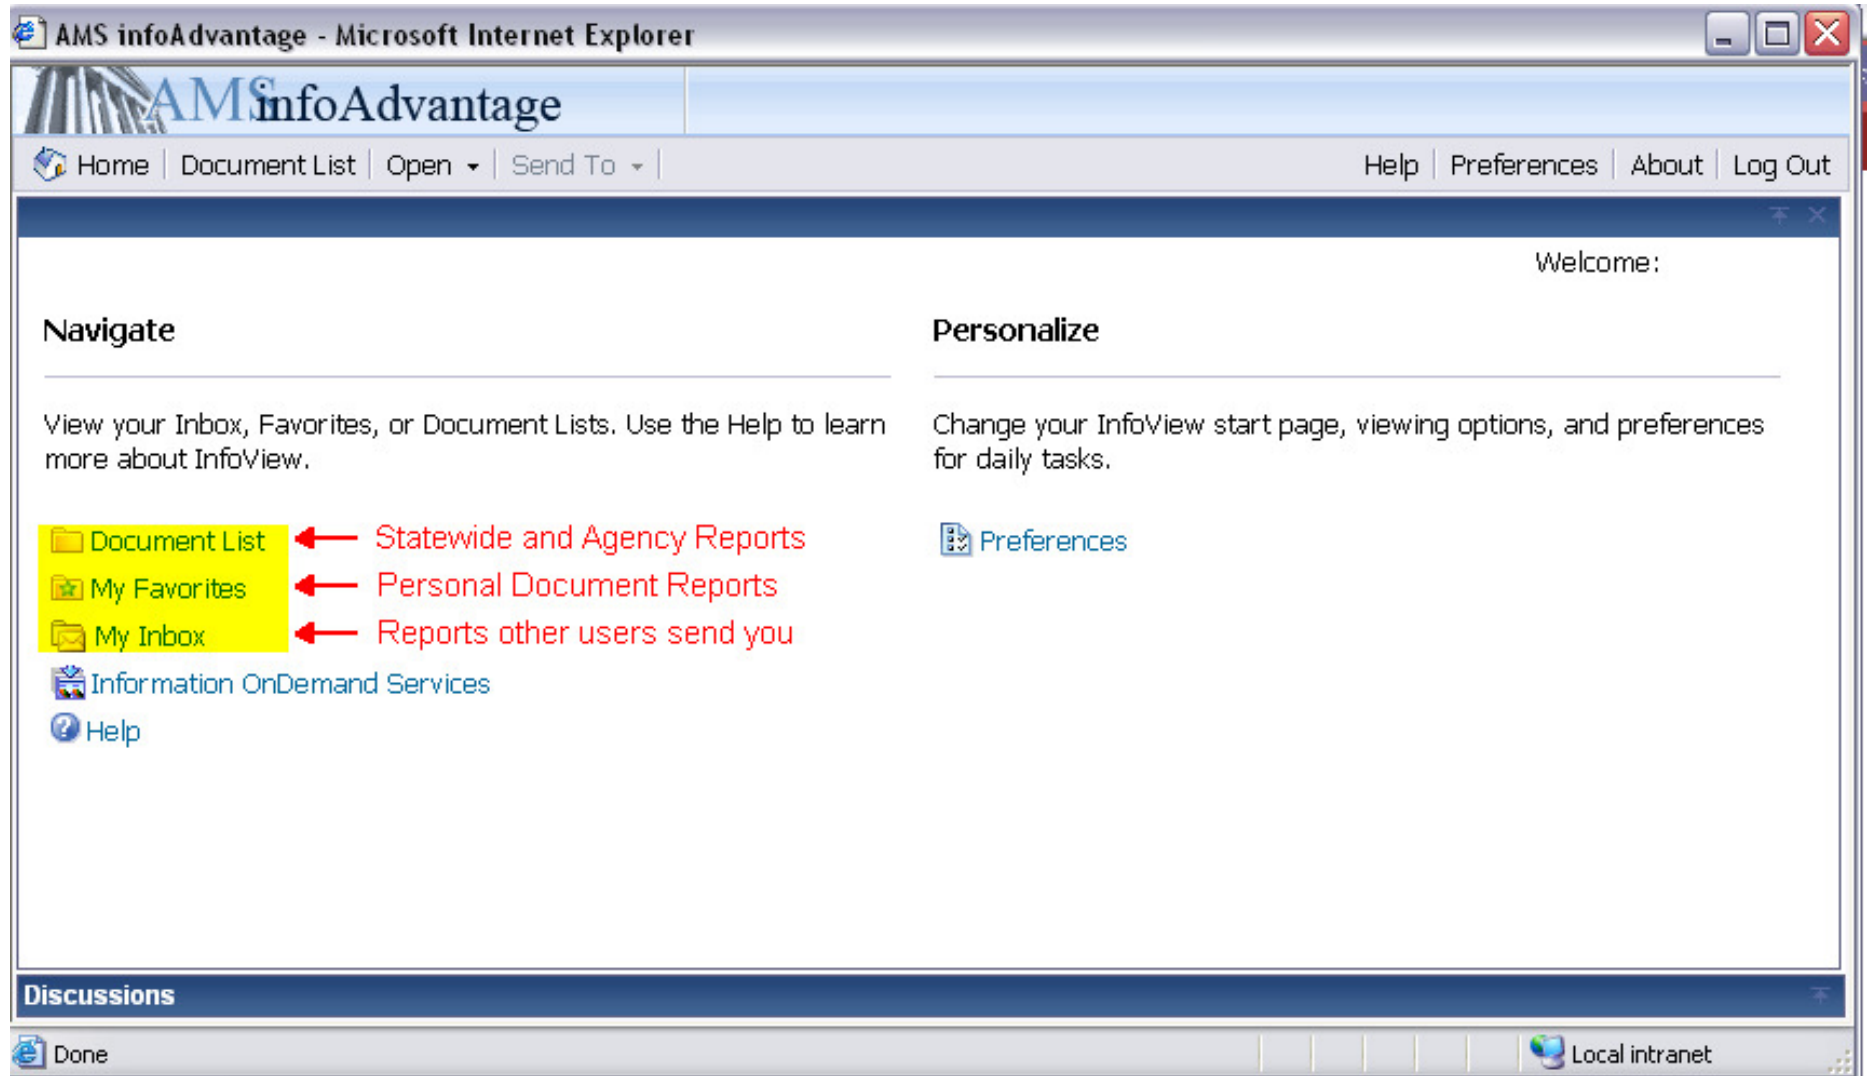 AMS infoAdvantage - Microsoft Internet Explorer
AMSinfoAdvantage
Home Document List Open Send To Help Preferences About Log Out
Welcome:
Navigate
Personalize
View your Inbox, Favorites, or Document Lists. Use the Help to learn
more about InfoView.
Change your InfoView start page, viewing options, and preferences
for daily tasks.
Document List Statewide and Agency Reports
My Favorites Personal Document Reports
My Inbox Reports other users send you
Information OnDemand Services
Help
Preferences
Discussions
Done Local intranet